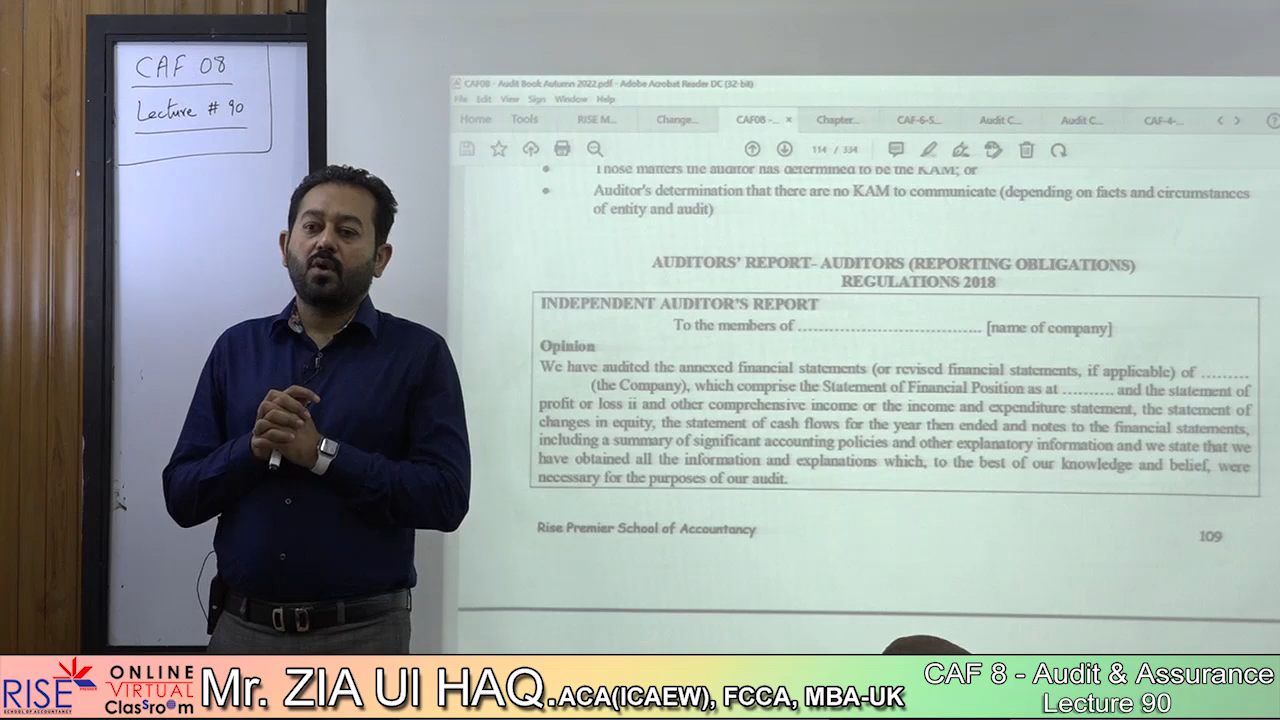 CAF 08
Lecture # 90
CAF08 - Audit Book Autumn 2022.pdf - Adobe Acrobat Reader DC (32-bit)
File Edit View Sign Window Help
Home Tools RISE M... Change... CAF08 -... × Chapter... CAF-6-5... Audit C... Audit C... CAF-4-...
114 / 334
Those matters the auditor has determined to be the KAM; or
• Auditor's determination that there are no KAM to communicate (depending on facts and circumstances
of entity and audit)
AUDITORS' REPORT- AUDITORS (REPORTING OBLIGATIONS)
REGULATIONS 2018
INDEPENDENT AUDITOR'S REPORT
To the members of ........................................ [name of company]
Opinion
We have audited the annexed financial statements (or revised financial statements, if applicable) of .........
(the Company), which comprise the Statement of Financial Position as at .......... and the statement of
profit or loss ii and other comprehensive income or the income and expenditure statement, the statement of
changes in equity, the statement of cash flows for the year then ended and notes to the financial statements,
including a summary of significant accounting policies and other explanatory information and we state that we
have obtained all the information and explanations which, to the best of our knowledge and belief, were
necessary for the purposes of our audit.
Rise Premier School of Accountancy 109
RISE PREMIER
SCHOOL OF ACCOUNTANCY
ONLINE
VIRTUAL
ClasSroom
Mr. ZIA Ul HAQ. ACA(ICAEW), FCCA, MBA-UK
CAF 8 - Audit & Assurance
Lecture 90